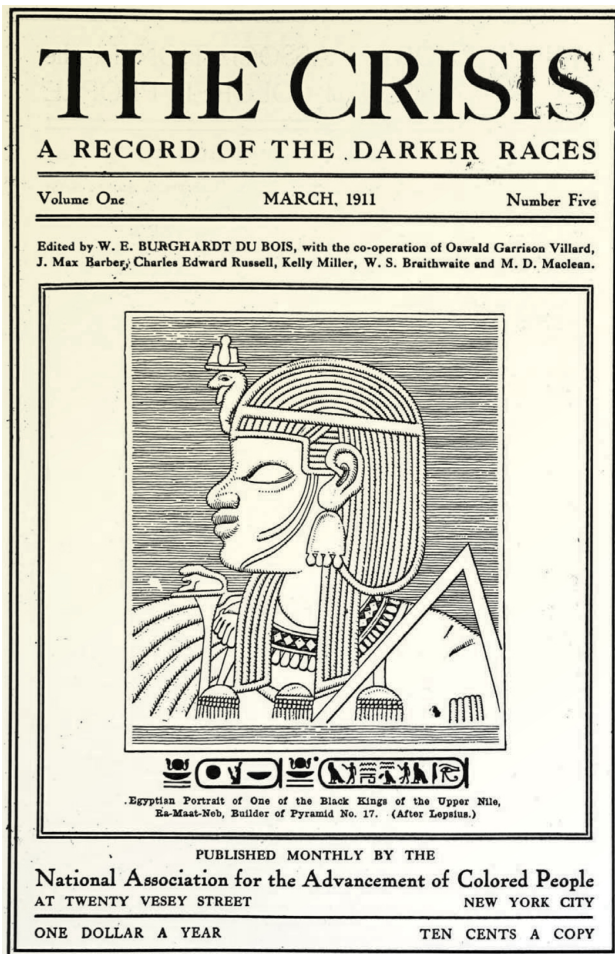 THE CRISIS
A RECORD OF THE DARKER RACES
Volume One MARCH, 1911 Number Five
Edited by W. E. BURGHARDT DU BOIS, with the co-operation of Oswald Garrison Villard,
J. Max Barber, Charles Edward Russell, Kelly Miller, W. S. Braithwaite and M. D. Maclean.
Egyptian Portrait of One of the Black Kings of the Upper Nile,
Ra-Maat-Neb, Builder of Pyramid No. 17. (After Lepsius.)
PUBLISHED MONTHLY BY THE
National Association for the Advancement of Colored People
AT TWENTY VESEY STREET NEW YORK CITY
ONE DOLLAR A YEAR TEN CENTS A COPY